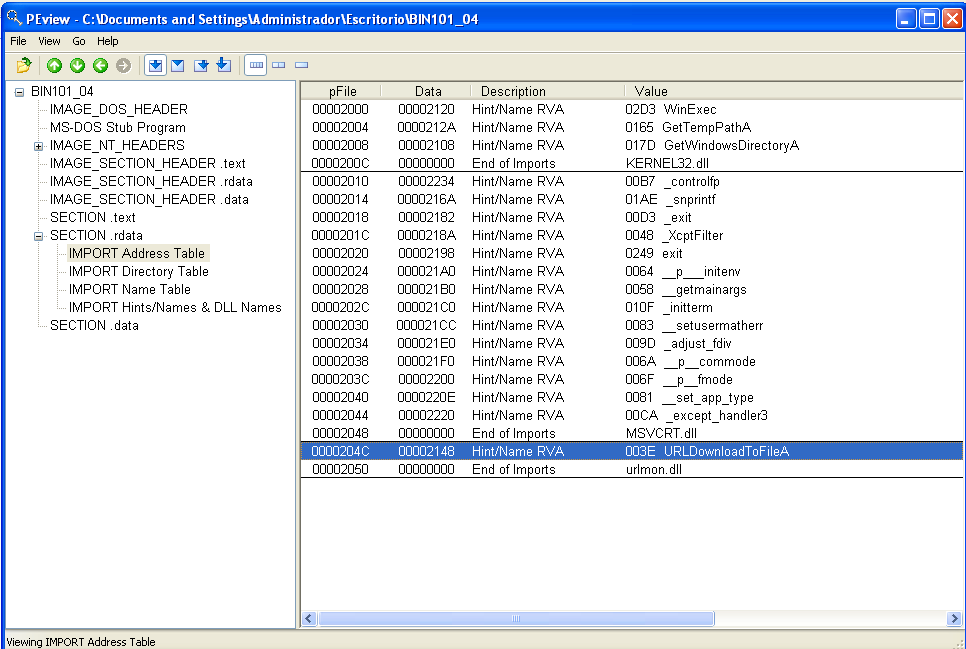 PEview - C:\Documents and Settings\Administrador\Escritorio\BIN101_04
File View Go Help
BIN101_04
IMAGE_DOS_HEADER
MS-DOS Stub Program
IMAGE_NT_HEADERS
IMAGE_SECTION_HEADER .text
IMAGE_SECTION_HEADER .rdata
IMAGE_SECTION_HEADER .data
SECTION .text
SECTION .rdata
IMPORT Address Table
IMPORT Directory Table
IMPORT Name Table
IMPORT Hints/Names & DLL Names
SECTION .data
pFile Data Description Value
00002000 00002120 Hint/Name RVA 02D3 WinExec
00002004 0000212A Hint/Name RVA 0165 GetTempPathA
00002008 00002108 Hint/Name RVA 017D GetWindowsDirectoryA
0000200C 00000000 End of Imports KERNEL32.dll
00002010 00002234 Hint/Name RVA 00B7 _controlfp
00002014 0000216A Hint/Name RVA 01AE _snprintf
00002018 00002182 Hint/Name RVA 00D3 _exit
0000201C 0000218A Hint/Name RVA 0048 _XcptFilter
00002020 00002198 Hint/Name RVA 0249 exit
00002024 000021A0 Hint/Name RVA 0064 __p___initenv
00002028 000021B0 Hint/Name RVA 0058 __getmainargs
0000202C 000021C0 Hint/Name RVA 010F _initterm
00002030 000021CC Hint/Name RVA 0083 __setusermatherr
00002034 000021E0 Hint/Name RVA 009D _adjust_fdiv
00002038 000021F0 Hint/Name RVA 006A __p__commode
0000203C 00002200 Hint/Name RVA 006F __p__fmode
00002040 0000220E Hint/Name RVA 0081 __set_app_type
00002044 00002220 Hint/Name RVA 00CA _except_handler3
00002048 00000000 End of Imports MSVCRT.dll
0000204C 00002148 Hint/Name RVA 003E URLDownloadToFileA
00002050 00000000 End of Imports urlmon.dll
Viewing IMPORT Address Table